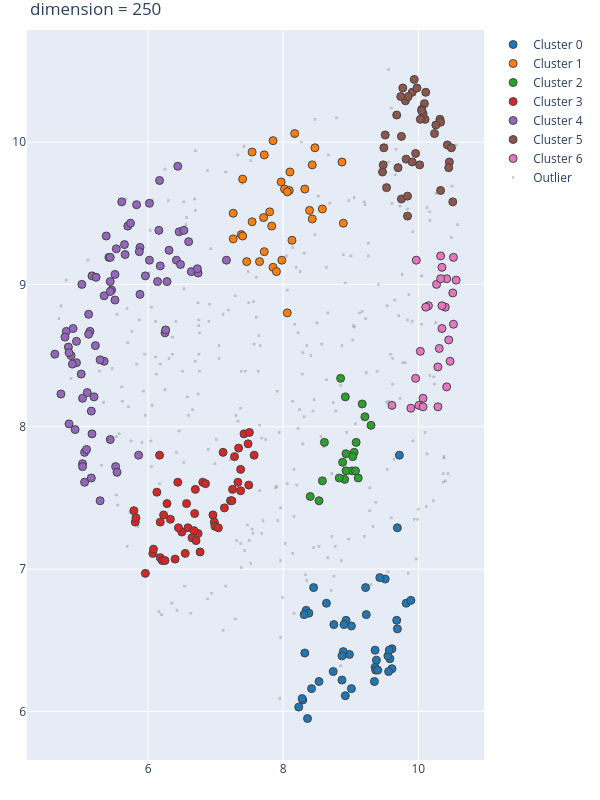 dimension = 250
Cluster 0
Cluster 1
Cluster 2
Cluster 3
Cluster 4
Cluster 5
Cluster 6
Outlier
10
9
8
7
6
6
8
10